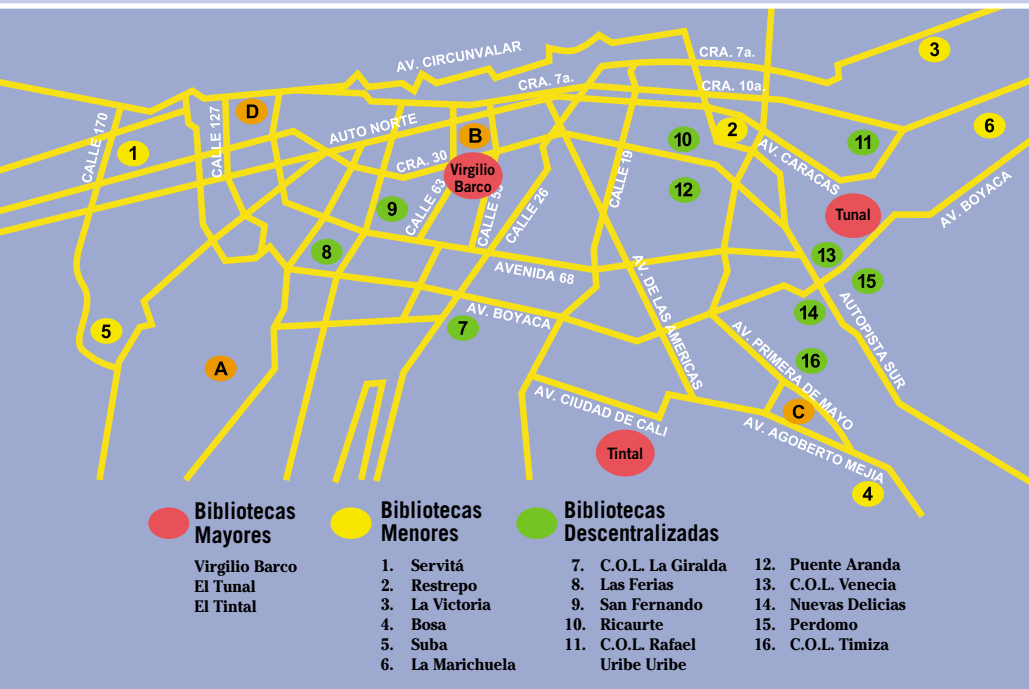 AV. CIRCUNVALAR
CRA. 7a.
3
CRA. 7a.
CRA. 10a.
D
CALLE 127
CALLE 170
1
AUTO NORTE
B
2
10
11
6
CRA. 30
Virgilio
Barco
CALLE 19
AV. CARACAS
12
9
CALLE 63
CALLE 26
Tunal
AV. BOYACA
8
AVENIDA 68
13
15
AV. DE LAS AMERICAS
AV. BOYACA
7
14
AUTOPISTA SUR
5
A
16
AV. PRIMERA DE MAYO
AV. CIUDAD DE CALI
C
AV. AGOBERTO MEJIA
Tintal
4
Bibliotecas
Mayores
Virgilio Barco
El Tunal
El Tintal
Bibliotecas
Menores
1. Servitá
2. Restrepo
3. La Victoria
4. Bosa
5. Suba
6. La Marichuela
Bibliotecas
Descentralizadas
7. C.O.L. La Giralda
8. Las Ferias
9. San Fernando
10. Ricaurte
11. C.O.L. Rafael
Uribe Uribe
12. Puente Aranda
13. C.O.L. Venecia
14. Nuevas Delicias
15. Perdomo
16. C.O.L. Timiza